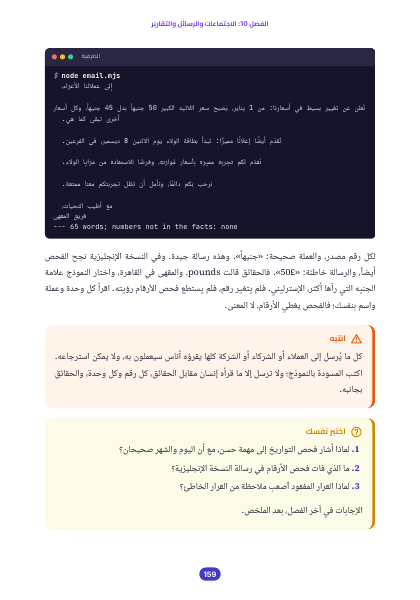 الفصل 10: الاجتماعات والرسائل والتقارير
الطرفية
$ node email.mjs
إلى عملائنا الأعزاء،
نُعلن عن تغيير بسيط في أسعارنا: من 1 يناير، يصبح سعر اللاتيه الكبير 50 جنيهاً بدل 45 جنيهاً، وكل أسعار
أخرى تبقى كما هي.
نُقدّم أيضًا إعلانًا مميزًا: تبدأ بطاقة الولاء يوم الاثنين 8 ديسمبر، في الفرعين.
نُقدّم لكم تجربة مميزة بأسعار مُوازنة، وفرصًا للاستفادة من مزايا الولاء.
نرحب بكم دائمًا، ونأمل أن تظل تجربتكم معنا ممتعة.
مع أطيب التحيات،
فريق المقهى
--- 65 words; numbers not in the facts: none
لكل رقم مصدر، والعملة صحيحة: «جنيهاً». وهذه رسالة جيدة. وفي النسخة الإنجليزية نجح الفحص
أيضاً، والرسالة خاطئة: «£50». فالحقائق قالت pounds، والمقهى في القاهرة، واختار النموذج علامة
الجنيه التي رآها أكثر، الإسترليني. فلم يتغير رقم، فلم يستطع فحص الأرقام رؤيته. اقرأ كل وحدة وعملة
واسم بنفسك؛ فالفحص يغطي الأرقام، لا المعنى.
انتبه
كل ما يُرسل إلى العملاء أو الشركاء أو الشركة كلها يقرؤه أناس سيعملون به، ولا يمكن استرجاعه.
اكتب المسودة بالنموذج؛ ولا ترسل إلا ما قرأه إنسان مقابل الحقائق، كل رقم وكل وحدة، والحقائق
بجانبه.
اختبر نفسك
1. لماذا أشار فحص التواريخ إلى مهمة حسن، مع أن اليوم والشهر صحيحان؟
2. ما الذي فات فحص الأرقام في رسالة النسخة الإنجليزية؟
3. لماذا القرار المفقود أصعب ملاحظة من القرار الخاطئ؟
الإجابات في آخر الفصل، بعد الملخص.
159